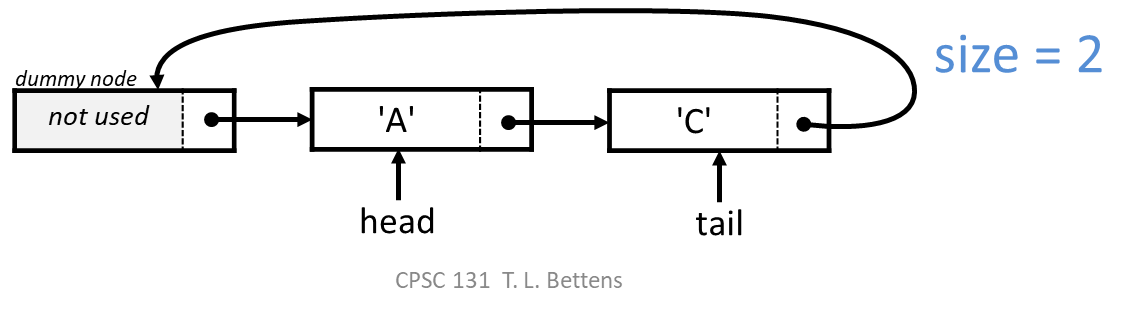 size = 2
dummy node
not used
'A'
'C'
head
tail
CPSC 131 T. L. Bettens